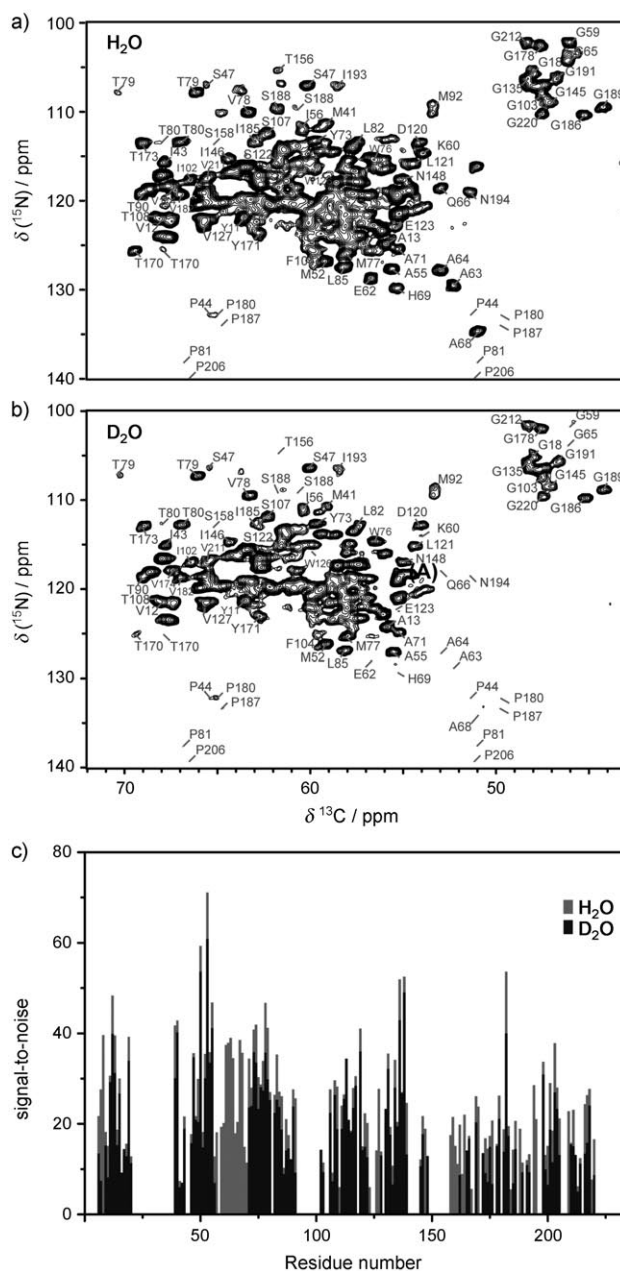 a)
H₂O
100
110
120
130
140
δ (¹⁵N) / ppm
T79
T79
S47
T156
S47
I193
V78
S188
S188
M92
T80
T80
S158
I185
S107
I56
M41
Y73
L82
D120
K60
T173
I43
I146
S122
W76
L121
I102
V21
N148
T90
T108
V12
V127
Y171
Q66
N194
E123
A13
T170
T170
F104
M52
L85
M77
A71
A55
A64
A63
E62
H69
P44
P180
P187
P81
P206
P44
P180
P187
A68
P81
P206
G212
G178
G18
G59
G65
G191
G135
G103
G145
G220
G186
G189
b)
D₂O
100
110
120
130
140
δ (¹⁵N) / ppm
T79
T79
S47
T156
S47
I193
V78
S188
S188
M92
T80
T80
S158
I185
S107
I56
M41
Y73
L82
D120
K60
T173
I43
I146
S122
W76
L121
I102
V21
W126
N148
A)
T90
T108
V12
V182
V127
Y11
Y171
Q66
N194
E123
A13
T170
T170
F104
M52
L85
M77
A71
A55
A64
A63
E62
H69
P44
P180
P187
P81
P206
P44
P180
P187
A68
P81
P206
G212
G178
G18
G59
G65
G191
G135
G103
G145
G220
G186
G189
70
60
50
δ ¹³C / ppm
c)
80
60
40
20
0
signal-to-noise
H₂O
D₂O
50
100
150
200
Residue number